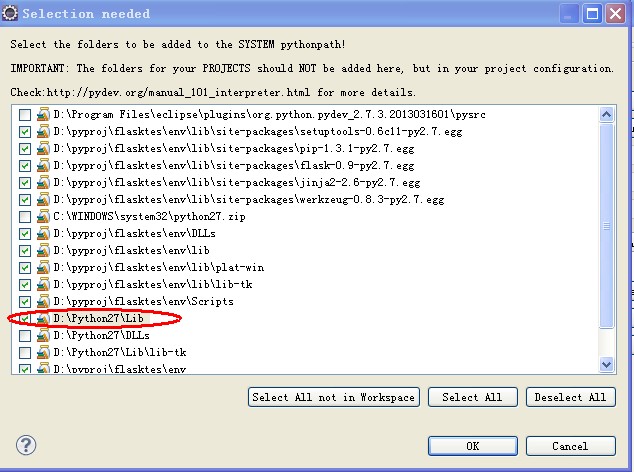 Selection needed
Select the folders to be added to the SYSTEM pythonpath!
IMPORTANT: The folders for your PROJECTS should NOT be added here, but in your project configuration.
Check:http://pydev.org/manual_101_interpreter.html for more details.
D:\Program Files\eclipse\plugins\org.python.pydev_2.7.3.2013031601\pysrc
D:\pyproj\flasktes\env\lib\site-packages\setuptools-0.6c11-py2.7.egg
D:\pyproj\flasktes\env\lib\site-packages\pip-1.3.1-py2.7.egg
D:\pyproj\flasktes\env\lib\site-packages\flask-0.9-py2.7.egg
D:\pyproj\flasktes\env\lib\site-packages\jinja2-2.6-py2.7.egg
D:\pyproj\flasktes\env\lib\site-packages\werkzeug-0.8.3-py2.7.egg
C:\WINDOWS\system32\python27.zip
D:\pyproj\flasktes\env\DLLs
D:\pyproj\flasktes\env\lib
D:\pyproj\flasktes\env\lib\plat-win
D:\pyproj\flasktes\env\lib\lib-tk
D:\pyproj\flasktes\env\Scripts
D:\Python27\Lib
D:\Python27\DLLs
D:\Python27\Lib\lib-tk
D:\pyproj\flasktes\env
Select All not in Workspace Select All Deselect All
? OK Cancel